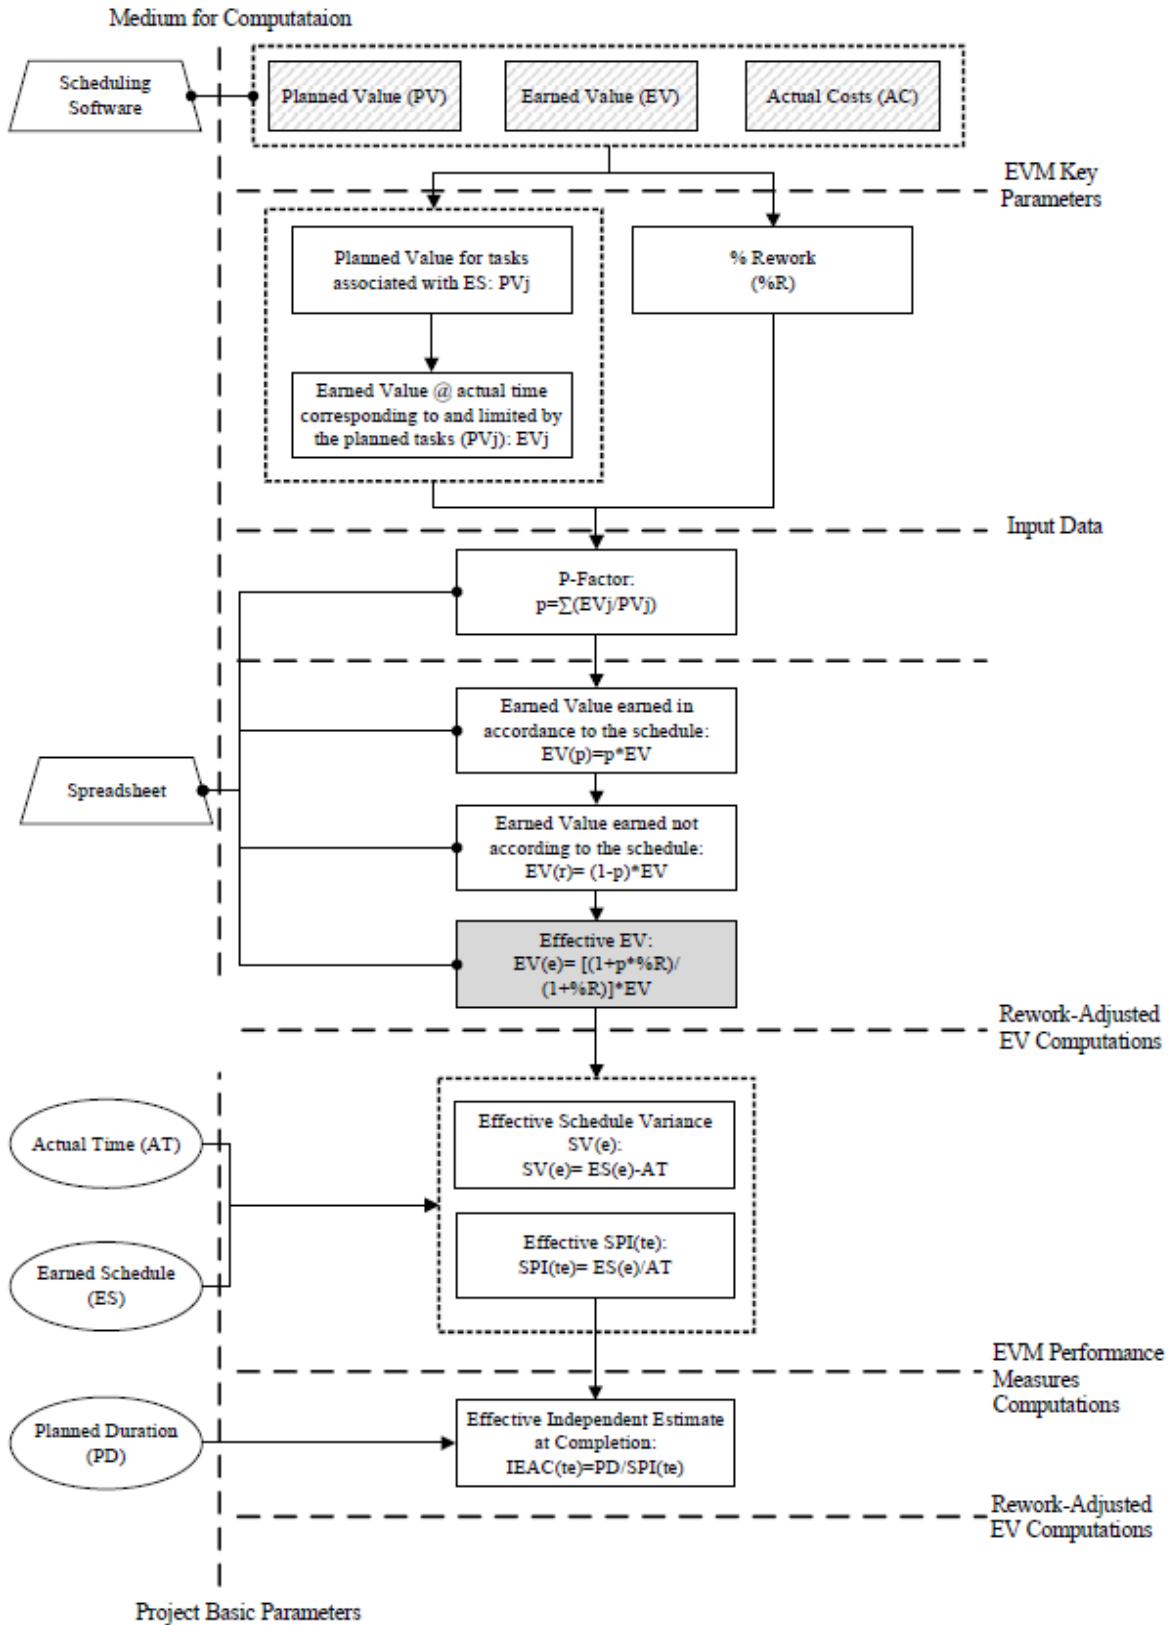 Medium for Computataion
Scheduling
Software
Planned Value (PV)
Earned Value (EV)
Actual Costs (AC)
EVM Key
Parameters
Planned Value for tasks
associated with ES: PVj
% Rework
(%R)
Earned Value @ actual time
corresponding to and limited by
the planned tasks (PVj): EVj
Input Data
P-Factor:
p=∑(EVj/PVj)
Earned Value earned in
accordance to the schedule:
EV(p)=p*EV
Spreadsheet
Earned Value earned not
according to the schedule:
EV(r)= (1-p)*EV
Effective EV:
EV(e)= [(1+p*%R)/
(1+%R)]*EV
Rework-Adjusted
EV Computations
Actual Time (AT)
Effective Schedule Variance
SV(e):
SV(e)= ES(e)-AT
Earned Schedule
(ES)
Effective SPI(te):
SPI(te)= ES(e)/AT
EVM Performance
Measures
Computations
Planned Duration
(PD)
Effective Independent Estimate
at Completion:
IEAC(te)=PD/SPI(te)
Rework-Adjusted
EV Computations
Project Basic Parameters